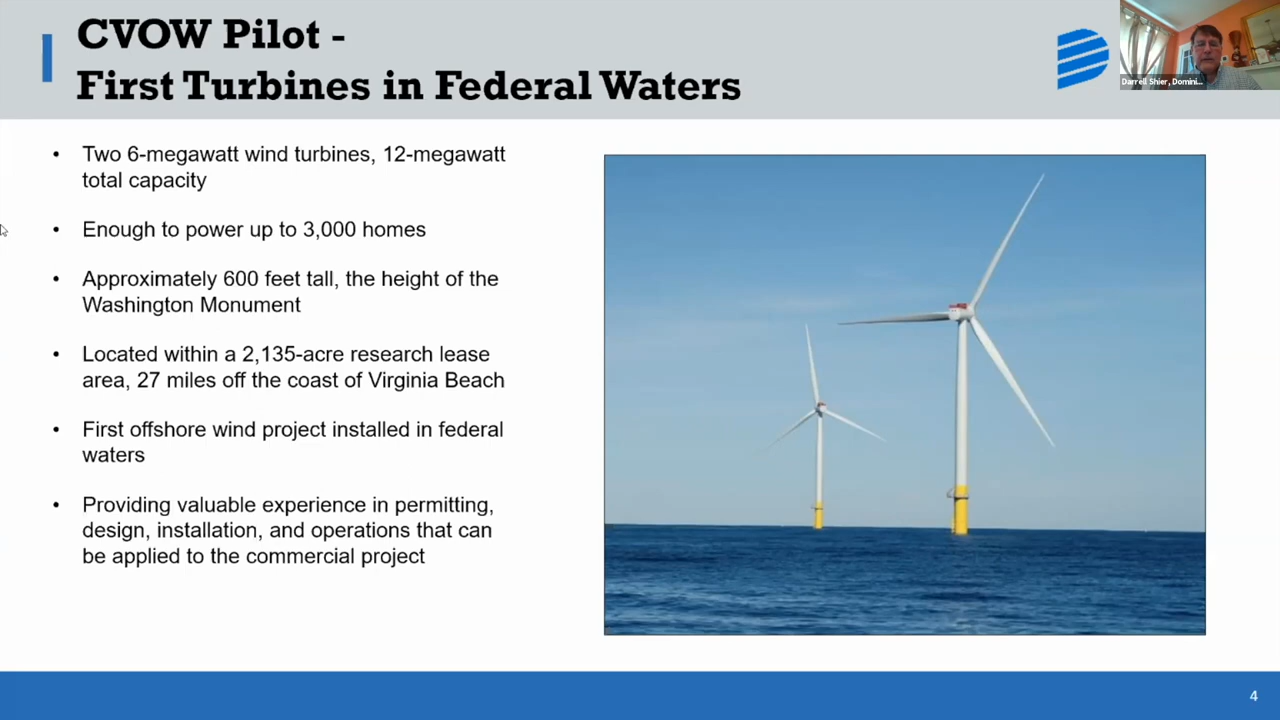 CVOW Pilot -
First Turbines in Federal Waters
Darrell Shier, Domini...
• Two 6-megawatt wind turbines, 12-megawatt
total capacity
• Enough to power up to 3,000 homes
• Approximately 600 feet tall, the height of the
Washington Monument
• Located within a 2,135-acre research lease
area, 27 miles off the coast of Virginia Beach
• First offshore wind project installed in federal
waters
• Providing valuable experience in permitting,
design, installation, and operations that can
be applied to the commercial project
4